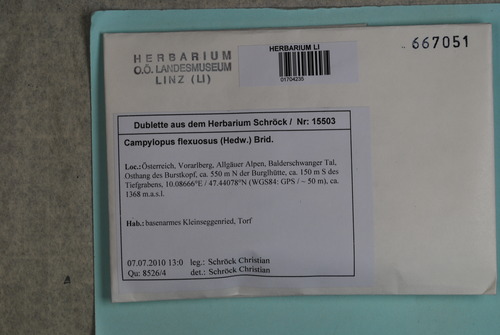 HERBARIUM
O.Ö. LANDESMUSEUM
LINZ (LI)
HERBARIUM LI
01704235
667051
Dublette aus dem Herbarium Schröck / Nr: 15503
Campylopus flexuosus (Hedw.) Brid.
Loc.:Österreich, Vorarlberg, Allgäuer Alpen, Balderschwanger Tal,
Osthang des Burstkopf, ca. 550 m N der Burglhütte, ca. 150 m S des
Tiefgrabens, 10.08666°E / 47.44078°N (WGS84: GPS / ~ 50 m), ca.
1368 m.a.s.l.
Hab.: basenarmes Kleinseggenried, Torf
07.07.2010 13:0 leg.: Schröck Christian
Qu: 8526/4 det.: Schröck Christian